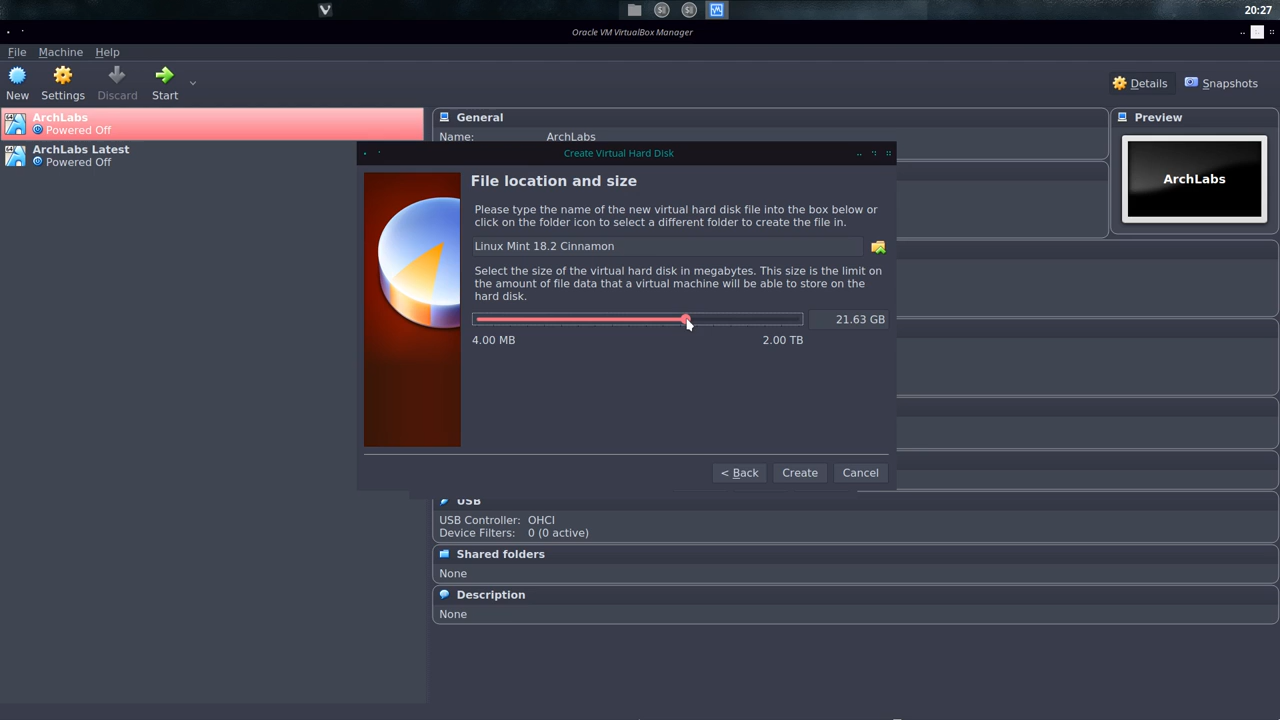 20:27
Oracle VM VirtualBox Manager
File Machine Help
New Settings Discard Start
Details Snapshots
ArchLabs
Powered Off
ArchLabs Latest
Powered Off
General
Name: ArchLabs
Preview
ArchLabs
Create Virtual Hard Disk
File location and size
Please type the name of the new virtual hard disk file into the box below or
click on the folder icon to select a different folder to create the file in.
Linux Mint 18.2 Cinnamon
Select the size of the virtual hard disk in megabytes. This size is the limit on
the amount of file data that a virtual machine will be able to store on the
hard disk.
21.63 GB
4.00 MB 2.00 TB
< Back Create Cancel
USB
USB Controller: OHCI
Device Filters: 0 (0 active)
Shared folders
None
Description
None